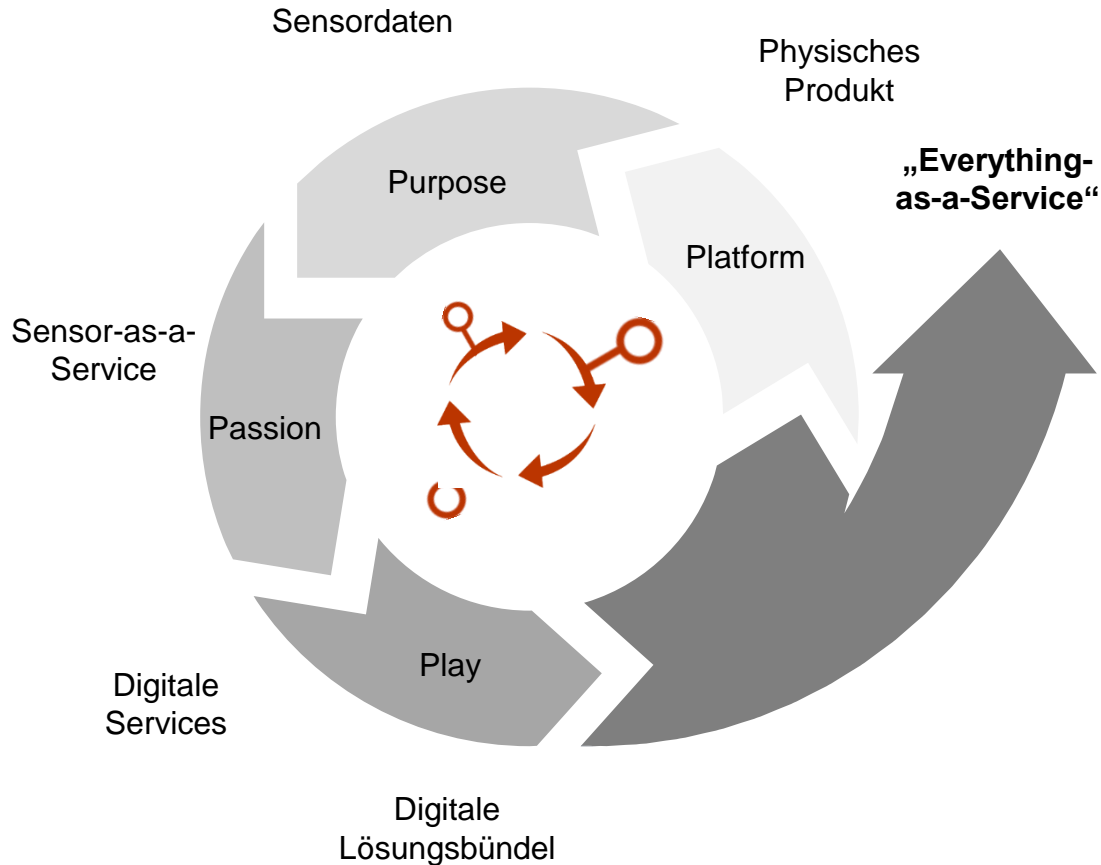 Sensordaten
Physisches
Produkt
„Everything-
as-a-Service“
Purpose
Platform
Sensor-as-a-
Service
Passion
Play
Digitale
Services
Digitale
Lösungsbündel